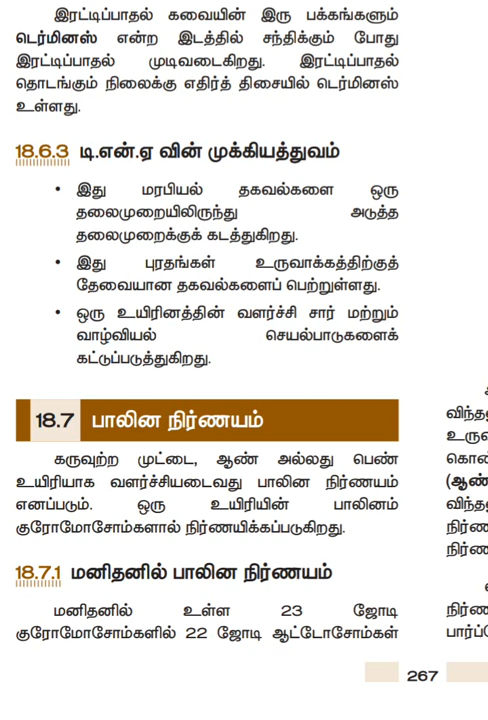 இரட்டிப்பாதல் கவையின் இரு பக்கங்களும்
டெர்மினஸ் என்ற இடத்தில் சந்திக்கும் போது
இரட்டிப்பாதல் முடிவடைகிறது. இரட்டிப்பாதல்
தொடங்கும் நிலைக்கு எதிர்த் திசையில் டெர்மினஸ்
உள்ளது.
18.6.3 டி.என்.ஏ வின் முக்கியத்துவம்
• இது மரபியல் தகவல்களை ஒரு
தலைமுறையிலிருந்து அடுத்த
தலைமுறைக்குக் கடத்துகிறது.
• இது புரதங்கள் உருவாக்கத்திற்குத்
தேவையான தகவல்களைப் பெற்றுள்ளது.
• ஒரு உயிரினத்தின் வளர்ச்சி சார் மற்றும்
வாழ்வியல் செயல்பாடுகளைக்
கட்டுப்படுத்துகிறது.
18.7 பாலின நிர்ணயம்
கருவுற்ற முட்டை, ஆண் அல்லது பெண்
உயிரியாக வளர்ச்சியடைவது பாலின நிர்ணயம்
எனப்படும். ஒரு உயிரியின் பாலினம்
குரோமோசோம்களால் நிர்ணயிக்கப்படுகிறது.
18.7.1 மனிதனில் பாலின நிர்ணயம்
மனிதனில் உள்ள 23 ஜோடி
குரோமோசோம்களில் 22 ஜோடி ஆட்டோசோம்கள்
267